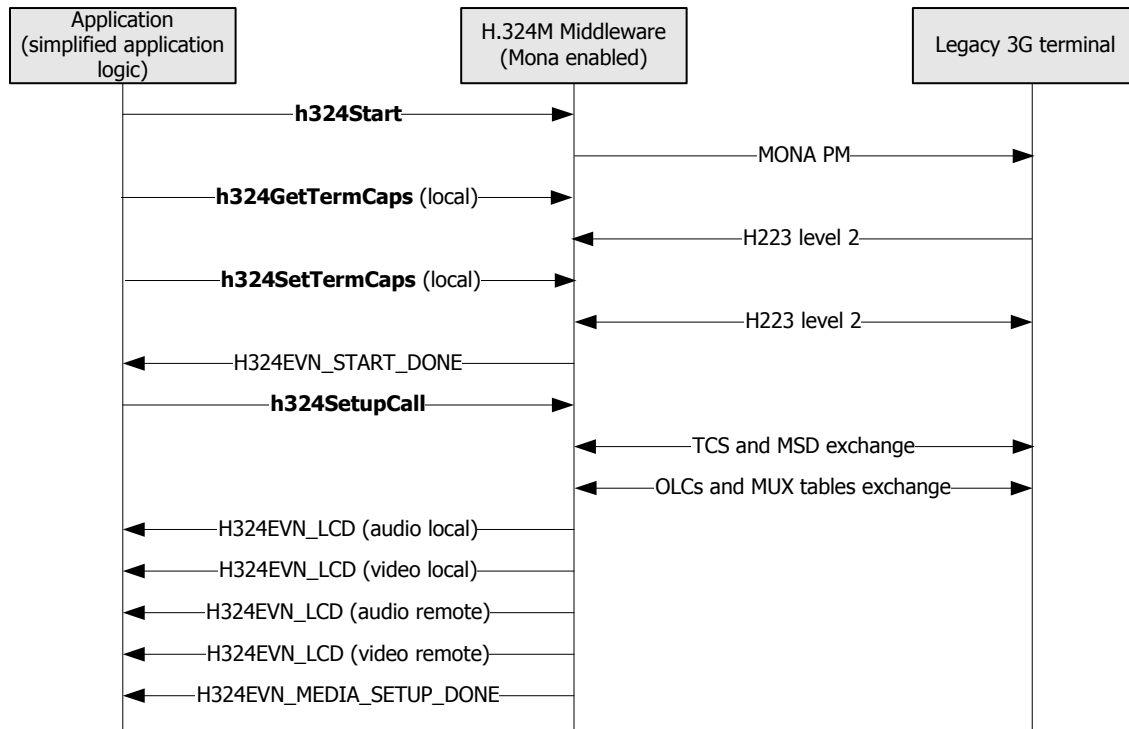 Application
(simplified application
logic)
H.324M Middleware
(Mona enabled)
Legacy 3G terminal
h324Start
MONA PM
h324GetTermCaps (local)
H223 level 2
h324SetTermCaps (local)
H223 level 2
H324EVN_START_DONE
h324SetupCall
TCS and MSD exchange
OLCs and MUX tables exchange
H324EVN_LCD (audio local)
H324EVN_LCD (video local)
H324EVN_LCD (audio remote)
H324EVN_LCD (video remote)
H324EVN_MEDIA_SETUP_DONE